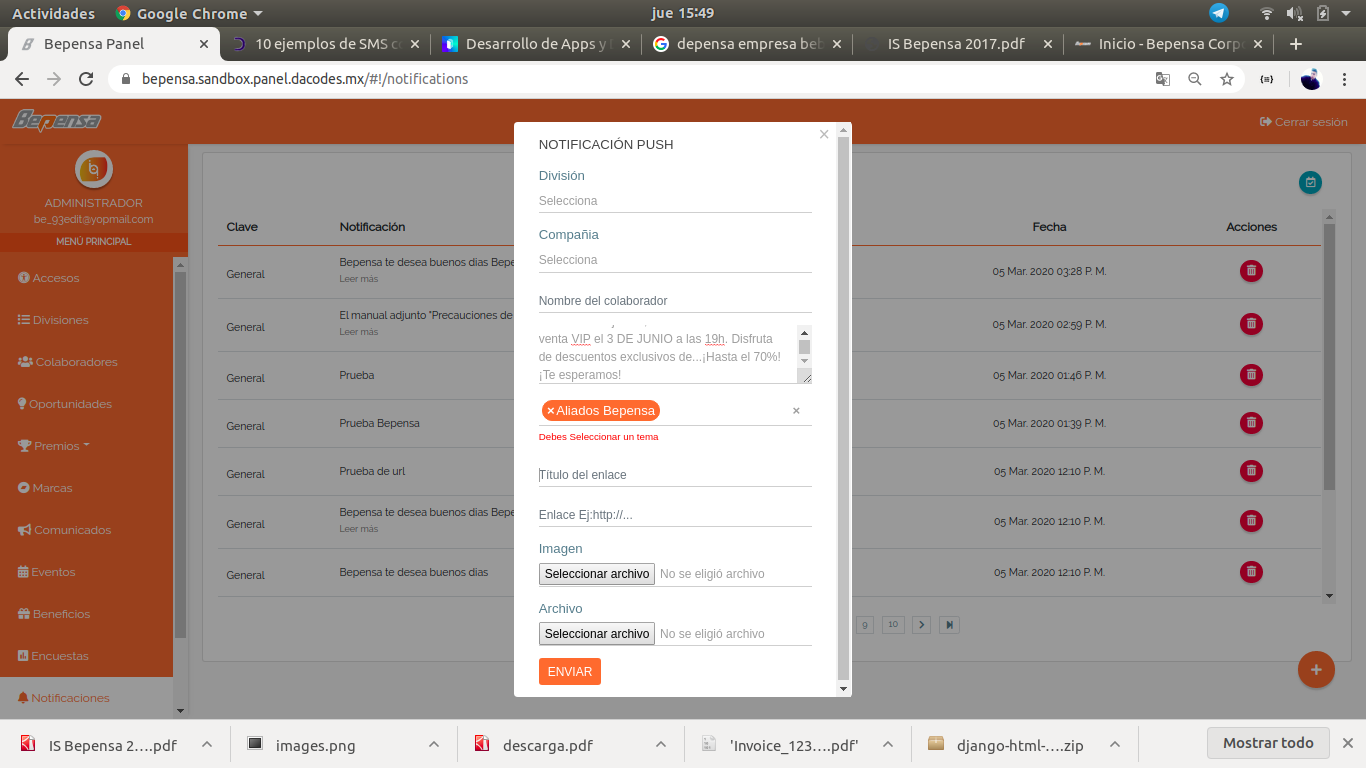 Actividades
Google Chrome
jue 15:49
Bepensa Panel
10 ejemplos de SMS co
Desarrollo de Apps y
depensa empresa beb
IS Bepensa 2017.pdf
Inicio - Bepensa Corpo
bepensa.sandbox.panel.dacodes.mx/#!/notifications
Bepensa
Cerrar sesión
ADMINISTRADOR
be_93edit@yopmail.com
MENÚ PRINCIPAL
Accesos
Divisiones
Colaboradores
Oportunidades
Premios
Marcas
Comunicados
Eventos
Beneficios
Encuestas
Notificaciones
Clave Notificación Fecha Acciones
General Bepensa te desea buenos dias Bepe 05 Mar. 2020 03:28 P. M.
Leer más
General El manual adjunto "Precauciones de 05 Mar. 2020 02:59 P. M.
Leer más
General Prueba 05 Mar. 2020 01:46 P. M.
General Prueba Bepensa 05 Mar. 2020 01:39 P. M.
General Prueba de url 05 Mar. 2020 12:10 P. M.
General Bepensa te desea buenos dias Bepe 05 Mar. 2020 12:10 P. M.
Leer más
General Bepensa te desea buenos dias 05 Mar. 2020 12:10 P. M.
9 10
NOTIFICACIÓN PUSH
×
División
Selecciona
Compañia
Selecciona
Nombre del colaborador
venta VIP el 3 DE JUNIO a las 19h. Disfruta
de descuentos exclusivos de...¡Hasta el 70%!
¡Te esperamos!
×Aliados Bepensa ×
Debes Seleccionar un tema
Título del enlace
Enlace Ej:http://...
Imagen
Seleccionar archivo No se eligió archivo
Archivo
Seleccionar archivo No se eligió archivo
ENVIAR
IS Bepensa 2....pdf
images.png
descarga.pdf
'Invoice_123....pdf'
django-html-....zip
Mostrar todo